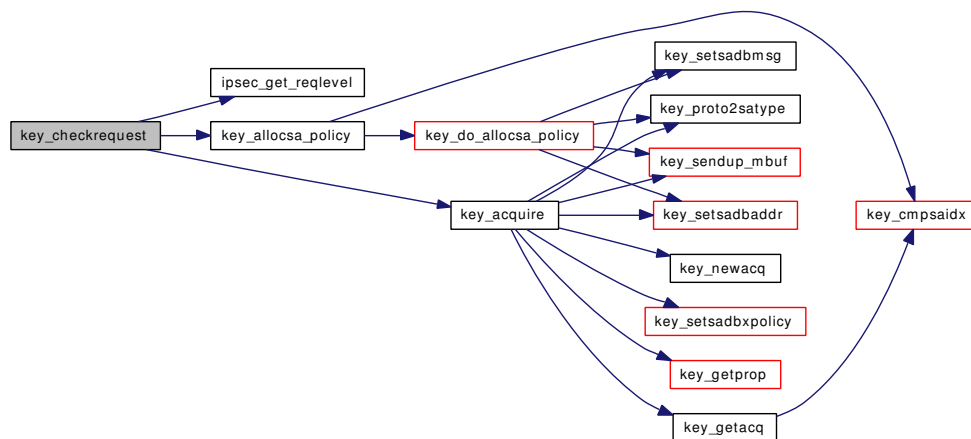 key_setsadbmsg
ipsec_get_reqlevel
key_proto2satype
key_checkrequest
key_allocsa_policy
key_do_allocsa_policy
key_sendup_mbuf
key_acquire
key_setsadbaddr
key_cmpsaidx
key_newacq
key_setsadbxpolicy
key_getprop
key_getacq